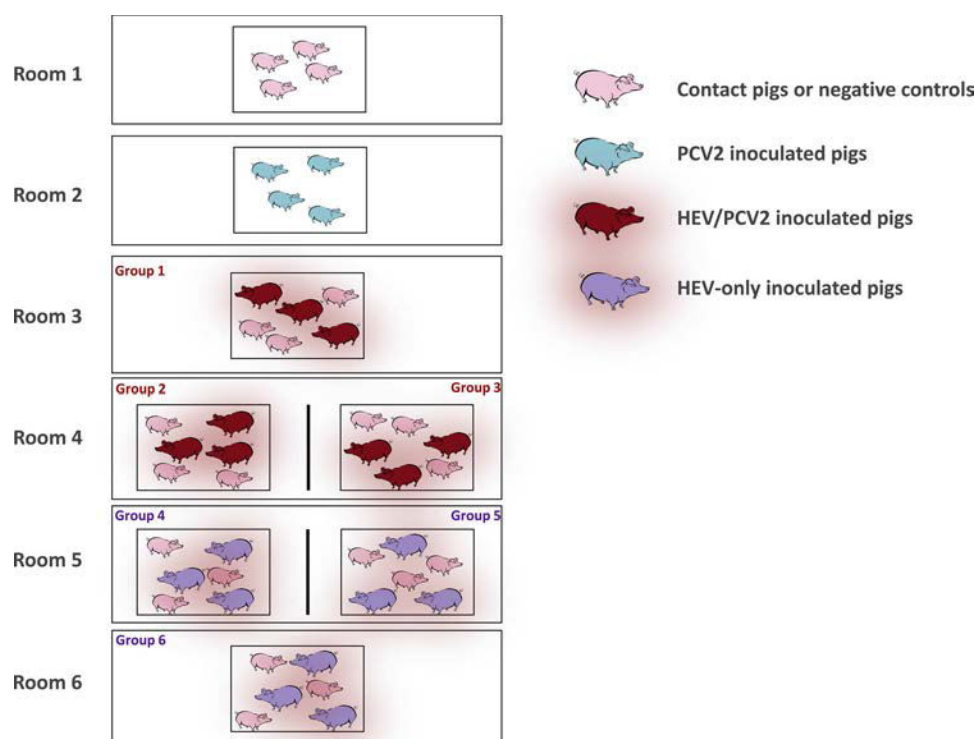 Room 1
Contact pigs or negative controls
PCV2 inoculated pigs
Room 2
HEV/PCV2 inoculated pigs
Group 1
HEV-only inoculated pigs
Room 3
Group 2
Group 3
Room 4
Group 4
Group 5
Room 5
Group 6
Room 6